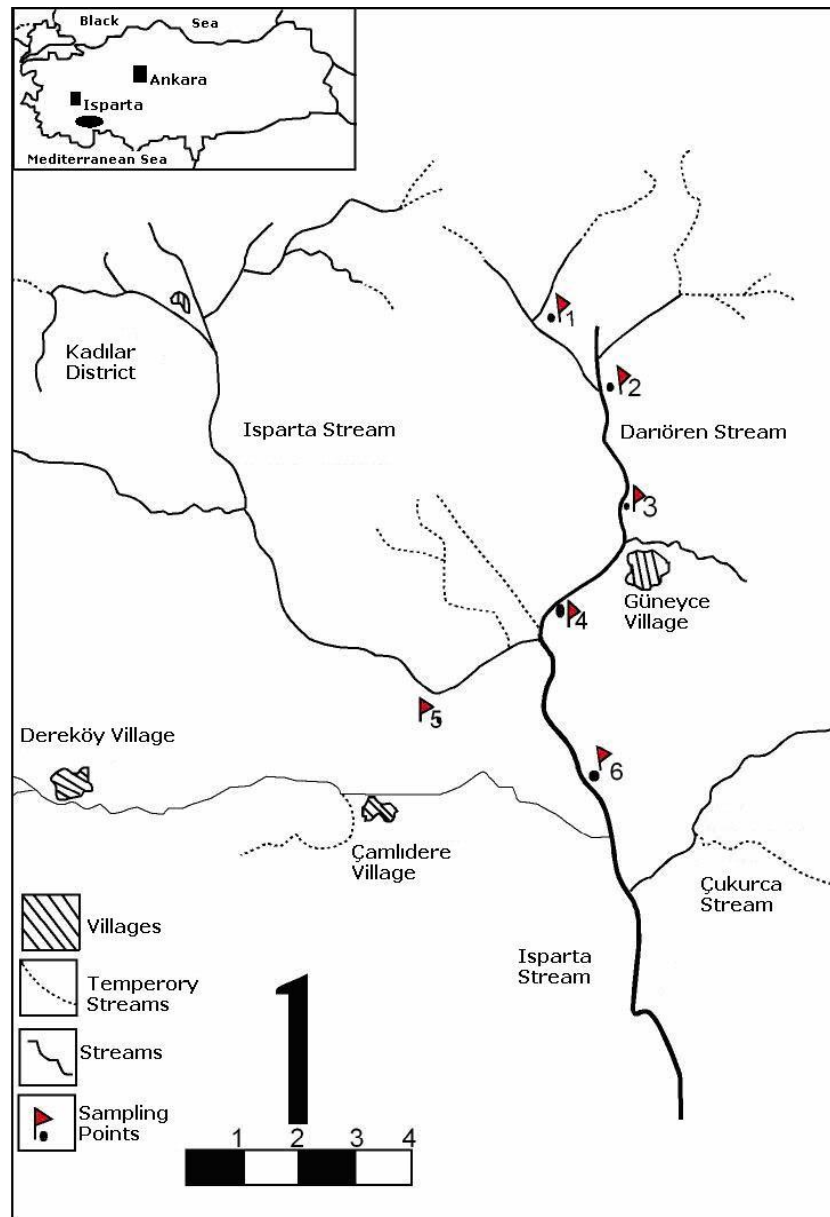 Black Sea
Ankara
Isparta
Mediterranean Sea
1
Kadılar
District
2
Isparta Stream
Darıören Stream
3
Güneyce
Village
4
5
Dereköy Village
6
Çamlıdere
Village
Çukurca
Stream
Villages
Isparta
Stream
Temperory
Streams
Streams
Sampling
Points
1 2 3 4